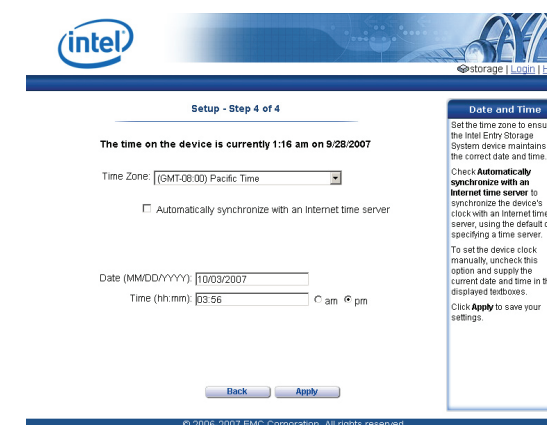 intel
storage | Login |
Setup - Step 4 of 4
The time on the device is currently 1:16 am on 9/28/2007
Time Zone: (GMT-08:00) Pacific Time
Automatically synchronize with an Internet time server
Date (MM/DD/YYYY): 10/03/2007
Time (hh:mm): 03:56 am pm
Back Apply
Date and Time
Set the time zone to
the Intel Entry Storage
System device maintains
the correct date and time.
Check Automatically
synchronize with an
Internet time server to
synchronize the device's
clock with an Internet time
server, using the default
specifying a time server.
To set the device clock
manually, uncheck this
option and supply the
current date and time in
displayed textboxes.
Click Apply to save your
settings.
© 2006-2007 EMC Corporation. All rights reserved